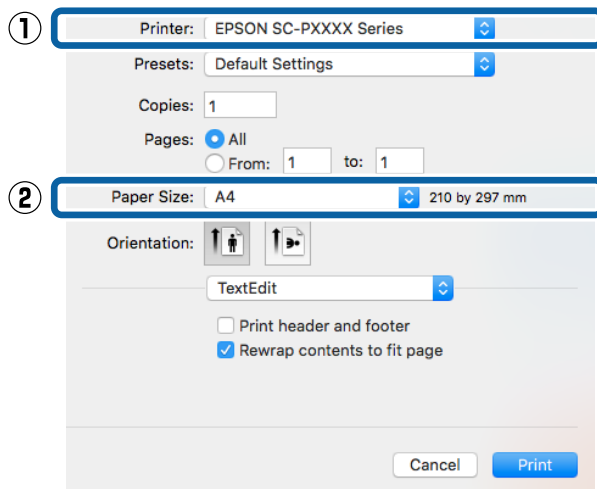 ① Printer: EPSON SC-PXXXX Series
Presets: Default Settings
Copies: 1
Pages: All
From: 1 to: 1
② Paper Size: A4 210 by 297 mm
Orientation:
TextEdit
Print header and footer
Rewrap contents to fit page
Cancel Print